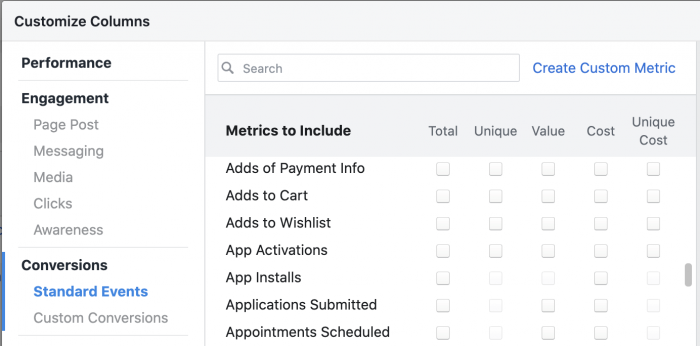 Customize Columns
Performance
Engagement
Page Post
Messaging
Media
Clicks
Awareness
Conversions
Standard Events
Custom Conversions
Search
Create Custom Metric
Metrics to Include Total Unique Value Cost Unique Cost
Adds of Payment Info
Adds to Cart
Adds to Wishlist
App Activations
App Installs
Applications Submitted
Appointments Scheduled